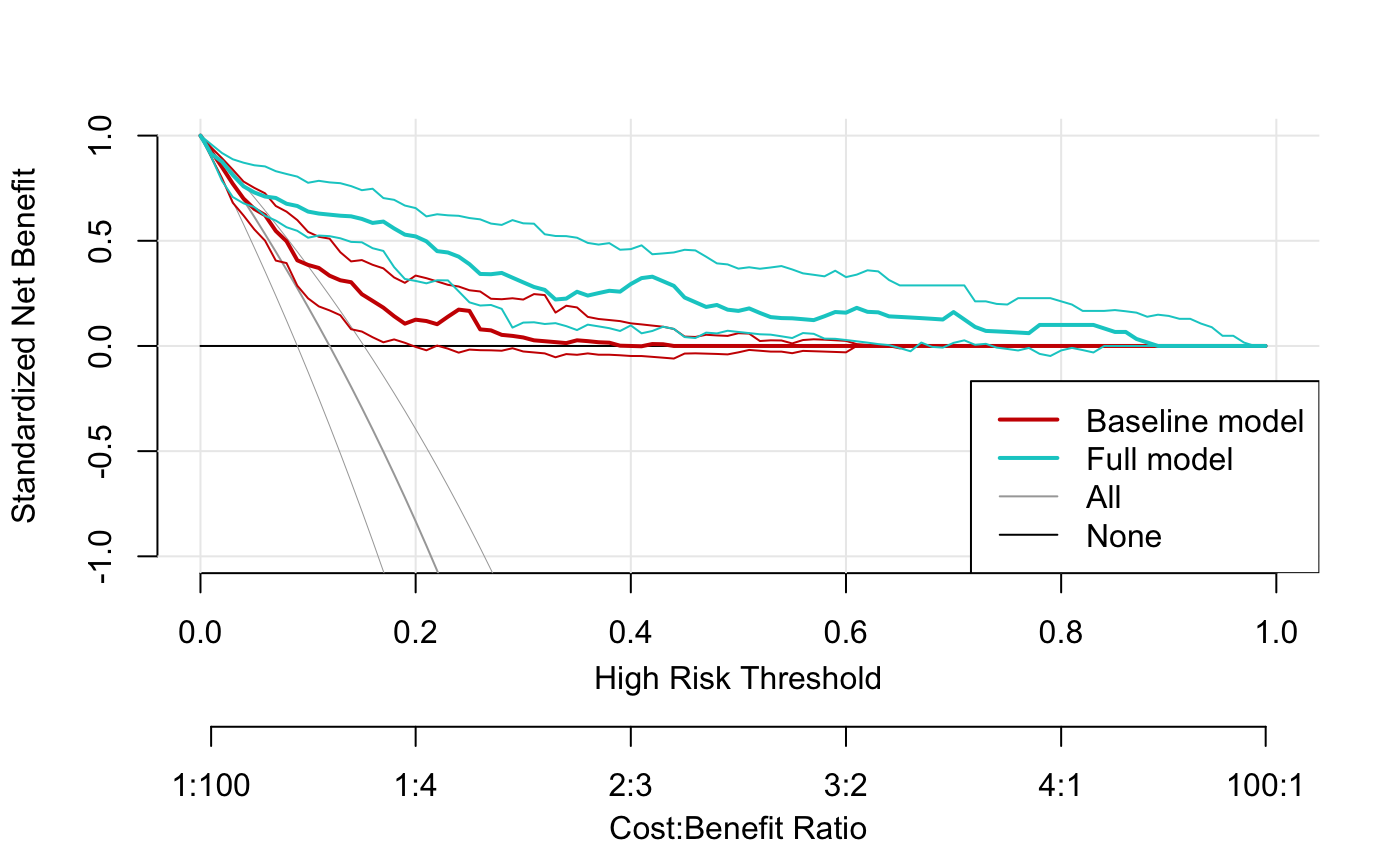 Standardized Net Benefit
1.0
0.5
0.0
-0.5
-1.0
Baseline model
Full model
All
None
0.0 0.2 0.4 0.6 0.8 1.0
High Risk Threshold
1:100 1:4 2:3 3:2 4:1 100:1
Cost:Benefit Ratio